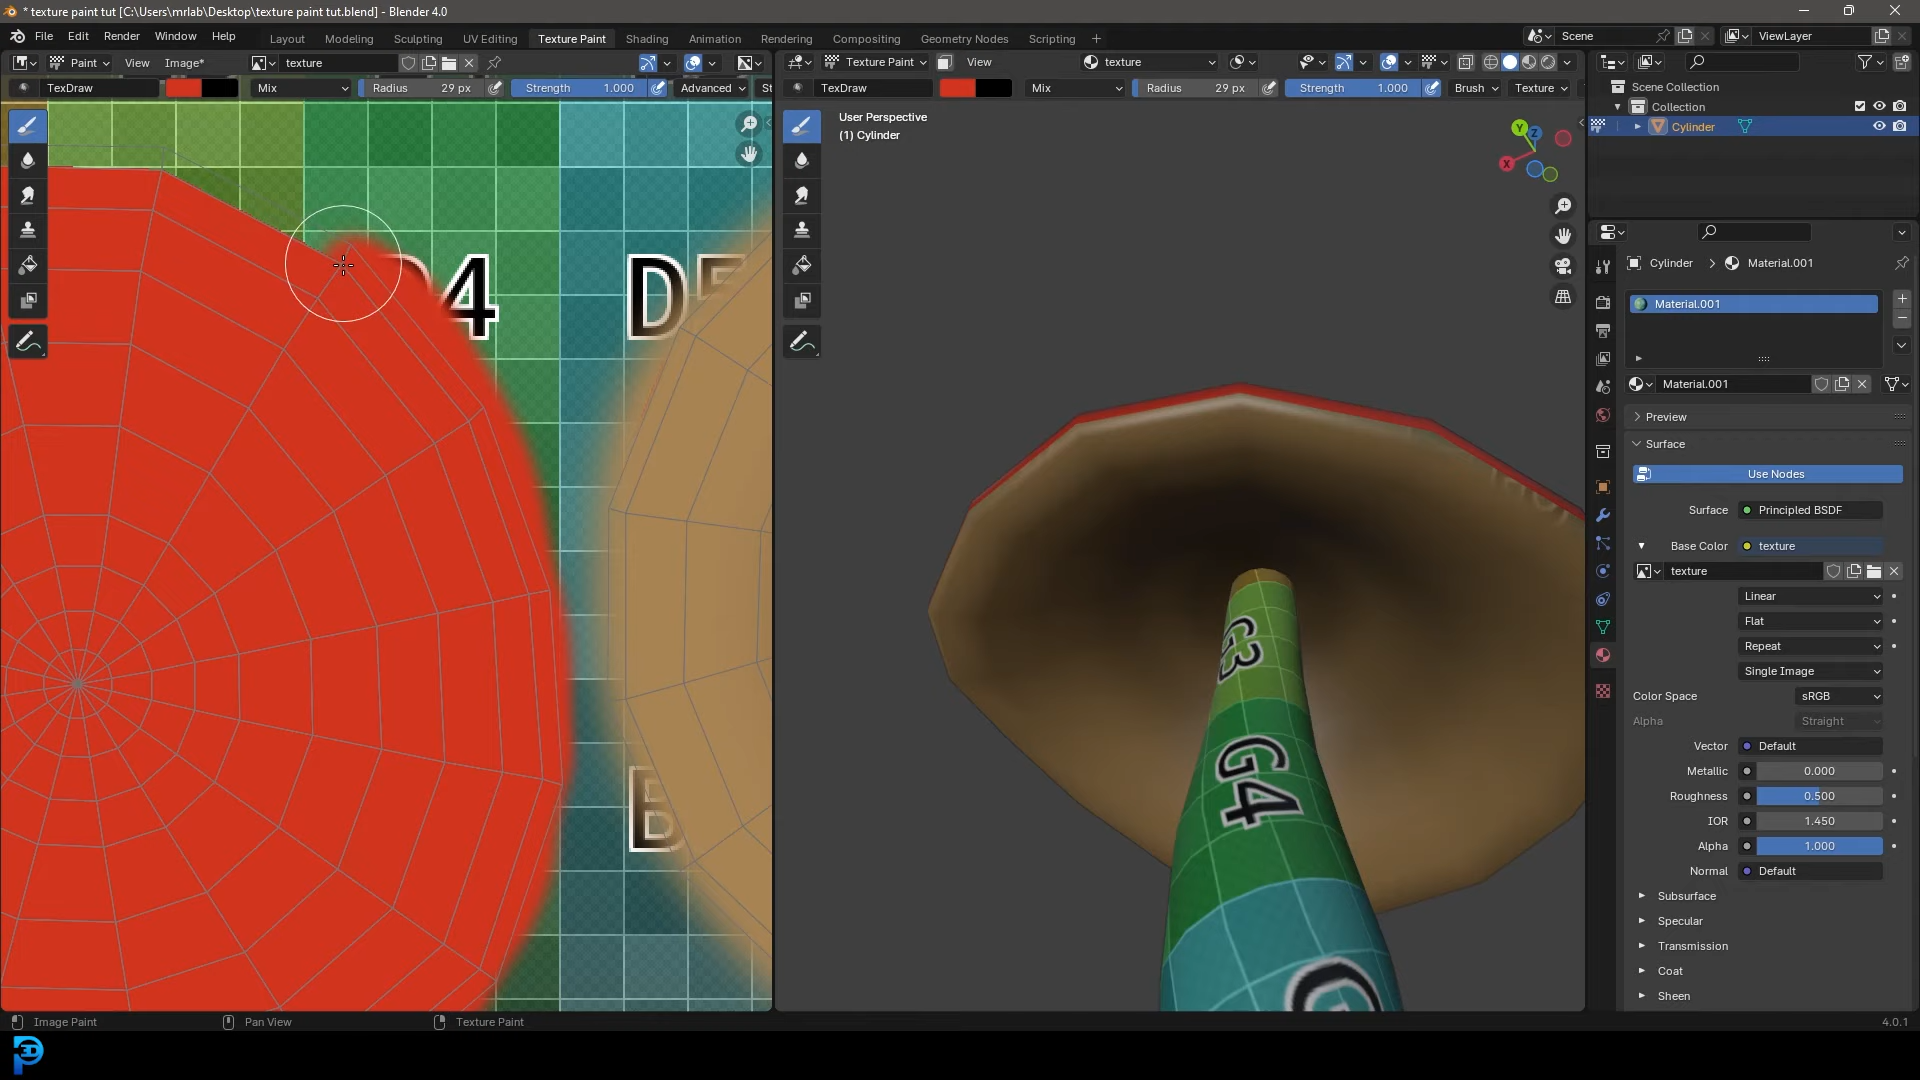 * texture paint tut [C:\Users\mrlab\Desktop\texture paint tut.blend] - Blender 4.0
File Edit Render Window Help
Layout Modeling Sculpting UV Editing Texture Paint Shading Animation Rendering Compositing Geometry Nodes Scripting +
Scene
ViewLayer
Paint View Image* texture
Texture Paint View texture
TexDraw Mix Radius 29 px Strength 1.000 Advanced St
TexDraw Mix Radius 29 px Strength 1.000 Brush Texture
User Perspective
(1) Cylinder
Y
Z
X
4
D
G3
G4
Scene Collection
Collection
Cylinder
Cylinder > Material.001
Material.001
Material.001
Preview
Surface
Use Nodes
Surface Principled BSDF
Base Color texture
texture
Linear
Flat
Repeat
Single Image
Color Space sRGB
Alpha Straight
Vector Default
Metallic 0.000
Roughness 0.500
IOR 1.450
Alpha 1.000
Normal Default
Subsurface
Specular
Transmission
Coat
Sheen
Image Paint Pan View Texture Paint 4.0.1